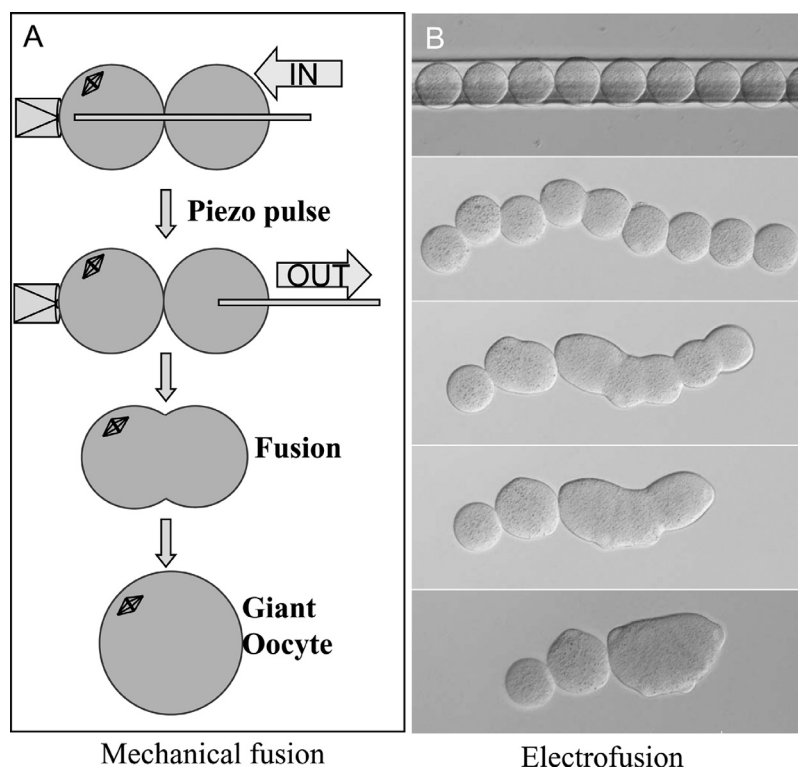 A
IN
Piezo pulse
OUT
Fusion
Giant
Oocyte
Mechanical fusion
B
Electrofusion